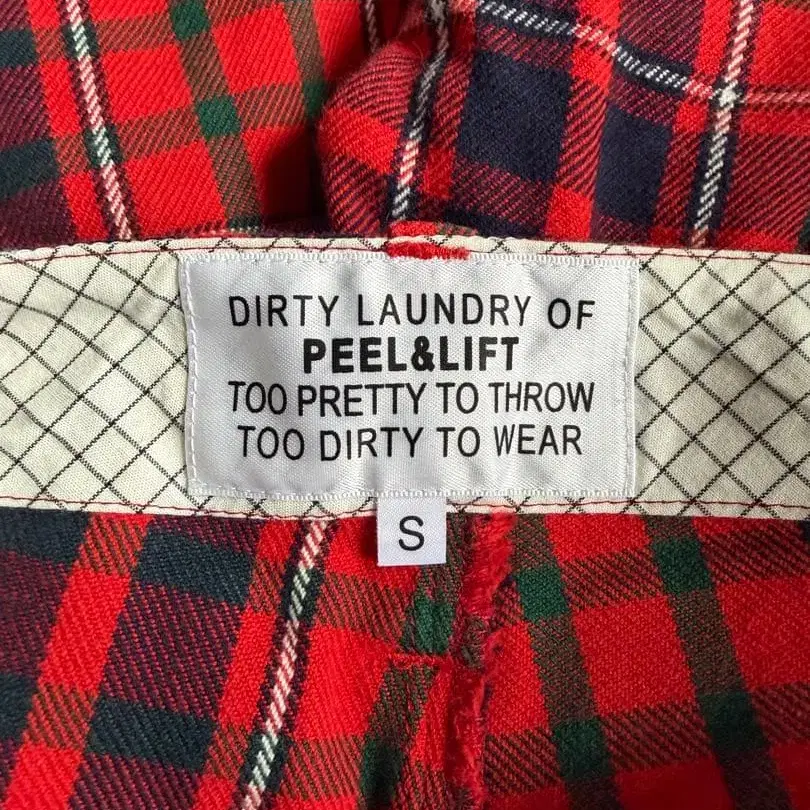 DIRTY LAUNDRY OF
PEEL&LIFT
TOO PRETTY TO THROW
TOO DIRTY TO WEAR
S